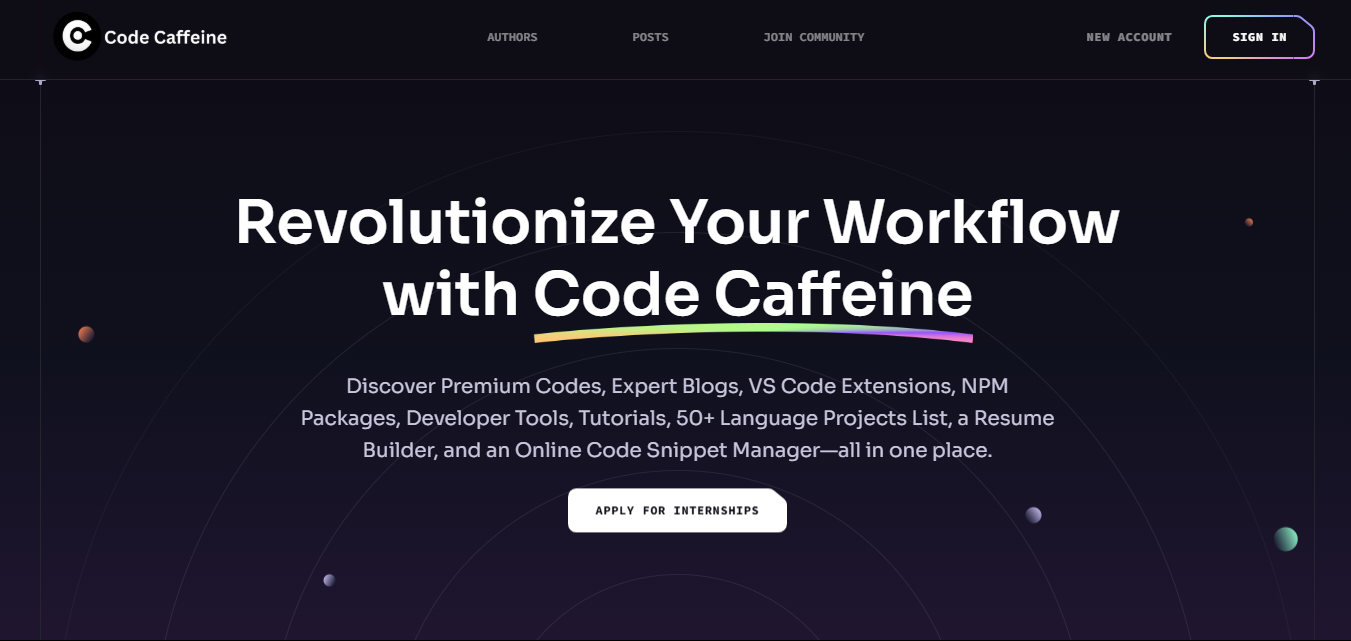 Code Caffeine
AUTHORS
POSTS
JOIN COMMUNITY
NEW ACCOUNT
SIGN IN
Revolutionize Your Workflow
with Code Caffeine
Discover Premium Codes, Expert Blogs, VS Code Extensions, NPM
Packages, Developer Tools, Tutorials, 50+ Language Projects List, a Resume
Builder, and an Online Code Snippet Manager—all in one place.
APPLY FOR INTERNSHIPS